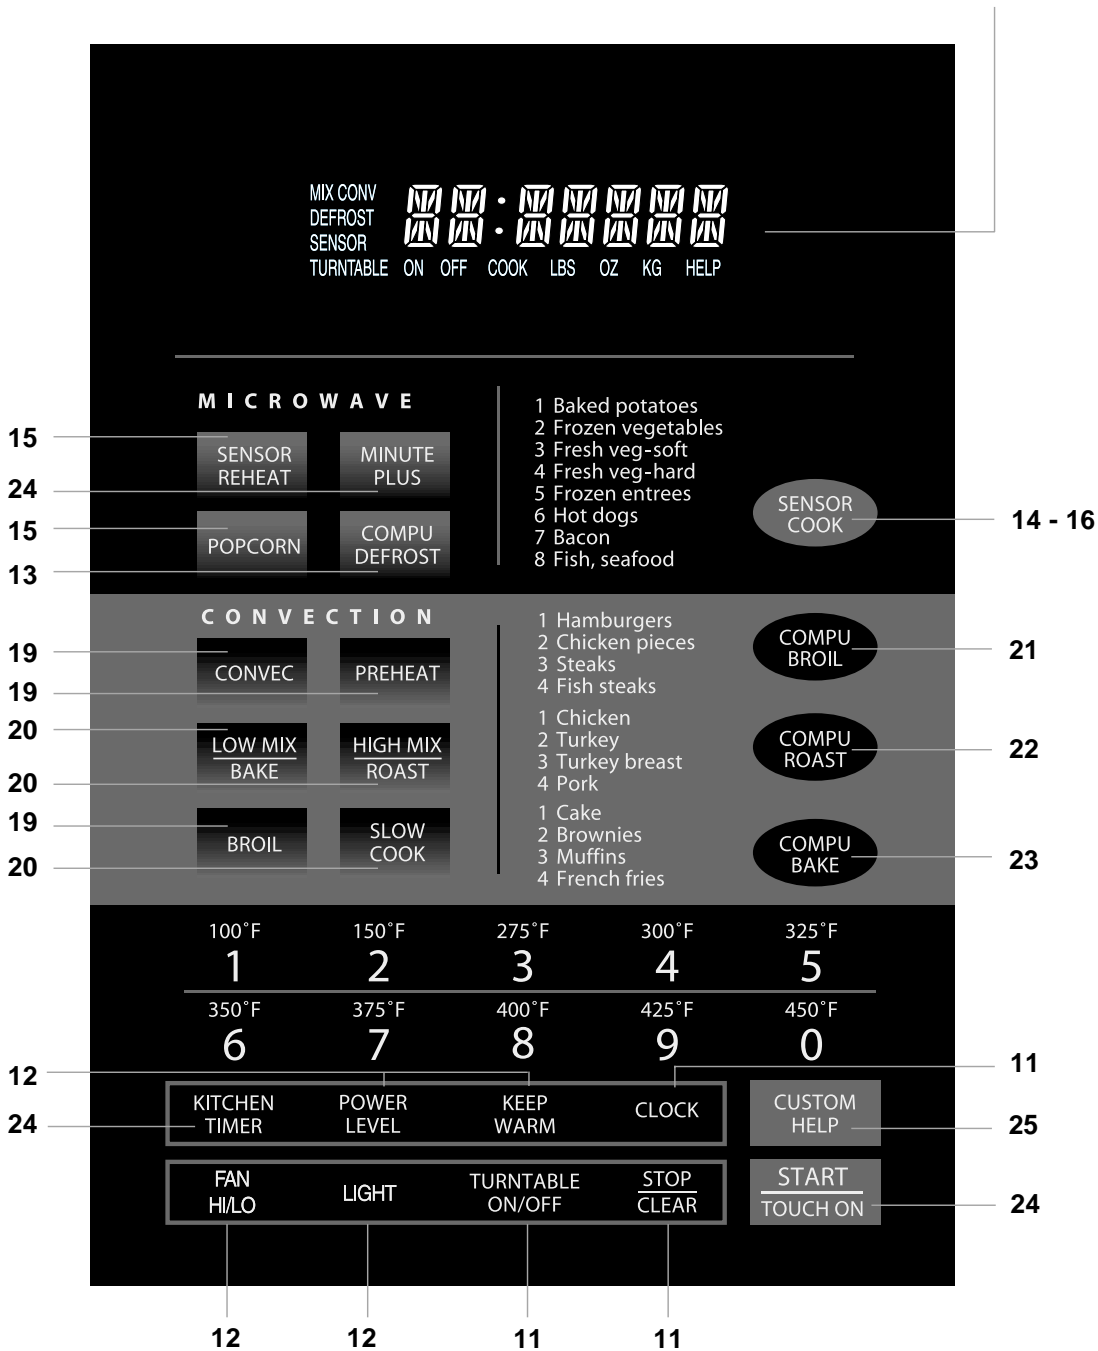 MIX CONV
DEFROST
SENSOR
TURNTABLE ON OFF COOK LBS OZ KG HELP
MICROWAVE
15
SENSOR
REHEAT
24
MINUTE
PLUS
15
POPCORN
13
COMPU
DEFROST
1 Baked potatoes
2 Frozen vegetables
3 Fresh veg-soft
4 Fresh veg-hard
5 Frozen entrees
6 Hot dogs
7 Bacon
8 Fish, seafood
SENSOR
COOK
14 - 16
CONVECTION
19
CONVEC
19
PREHEAT
20
LOW MIX
BAKE
20
HIGH MIX
ROAST
19
BROIL
20
SLOW
COOK
1 Hamburgers
2 Chicken pieces
3 Steaks
4 Fish steaks
COMPU
BROIL
21
1 Chicken
2 Turkey
3 Turkey breast
4 Pork
COMPU
ROAST
22
1 Cake
2 Brownies
3 Muffins
4 French fries
COMPU
BAKE
23
100°F 150°F 275°F 300°F 325°F
1 2 3 4 5
350°F 375°F 400°F 425°F 450°F
6 7 8 9 0
12
11
24
KITCHEN
TIMER
POWER
LEVEL
KEEP
WARM
CLOCK
CUSTOM
HELP
25
FAN
HI/LO
LIGHT
TURNTABLE
ON/OFF
STOP
CLEAR
START
TOUCH ON
24
12 12 11 11